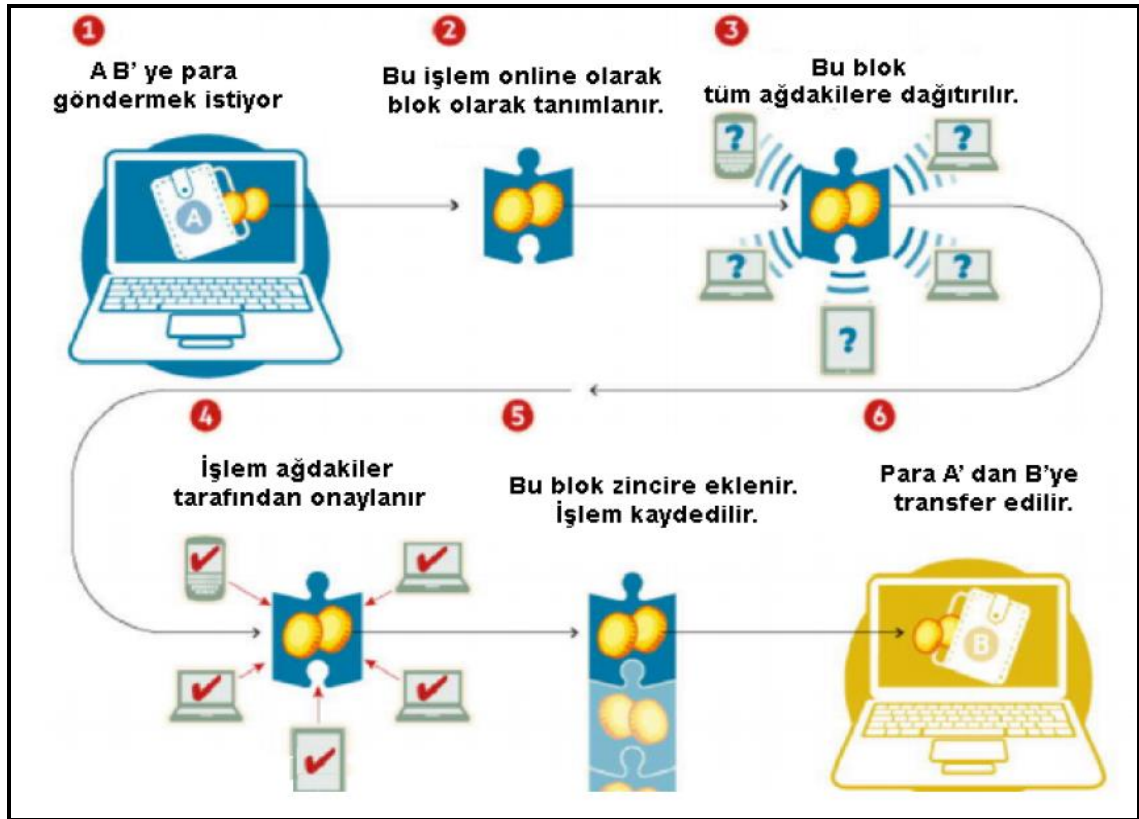 1
A B' ye para
göndermek istiyor
2
Bu işlem online olarak
blok olarak tanımlanır.
3
Bu blok
tüm ağdakilere dağıtırılır.
A
?
?
?
?
?
4
İşlem ağdakiler
tarafından onaylanır
5
Bu blok zincire eklenir.
İşlem kaydedilir.
6
Para A' dan B'ye
transfer edilir.
B